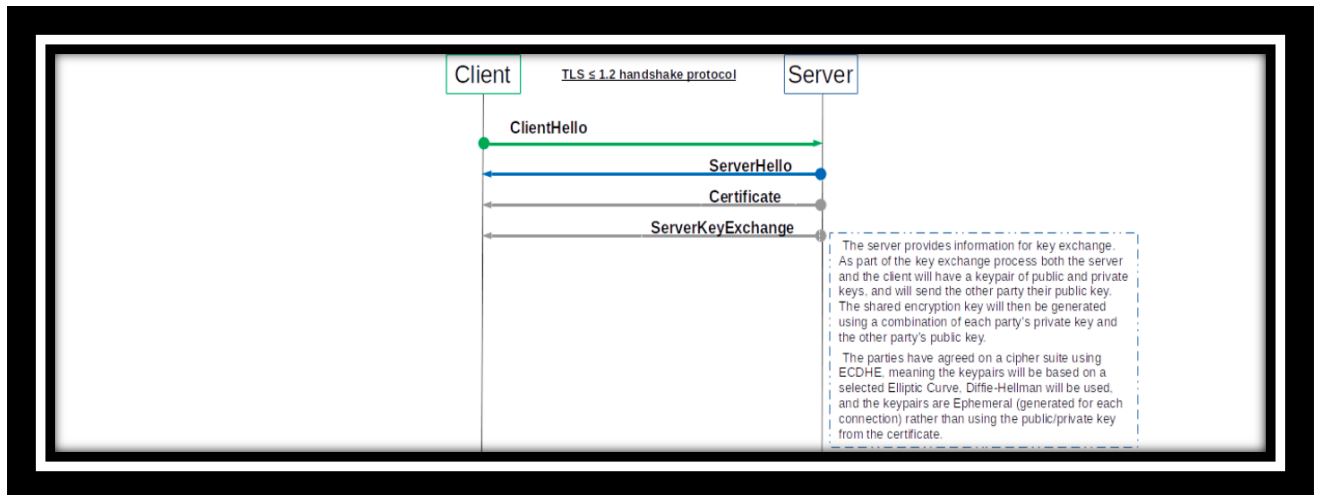 Client
TLS ≤ 1.2 handshake protocol
Server
ClientHello
ServerHello
Certificate
ServerKeyExchange
The server provides information for key exchange.
As part of the key exchange process both the server
and the client will have a keypair of public and private
keys, and will send the other party their public key.
The shared encryption key will then be generated
using a combination of each party's private key and
the other party's public key.
The parties have agreed on a cipher suite using
ECDHE, meaning the keypairs will be based on a
selected Elliptic Curve, Diffie-Hellman will be used,
and the keypairs are Ephemeral (generated for each
connection) rather than using the public/private key
from the certificate.